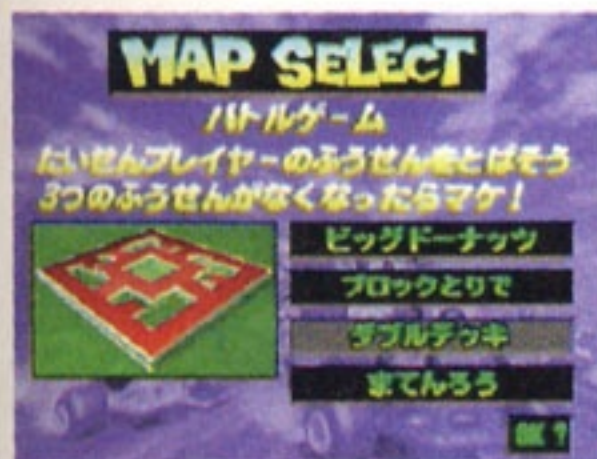 MAP SELECT
バトルゲーム
たいせんプレイヤーのふうせんをとばそう
3つのふうせんがなくなったらマケ！
ビッグドーナッツ
ブロックとりで
ダブルデッキ
まてんろう
OK ?